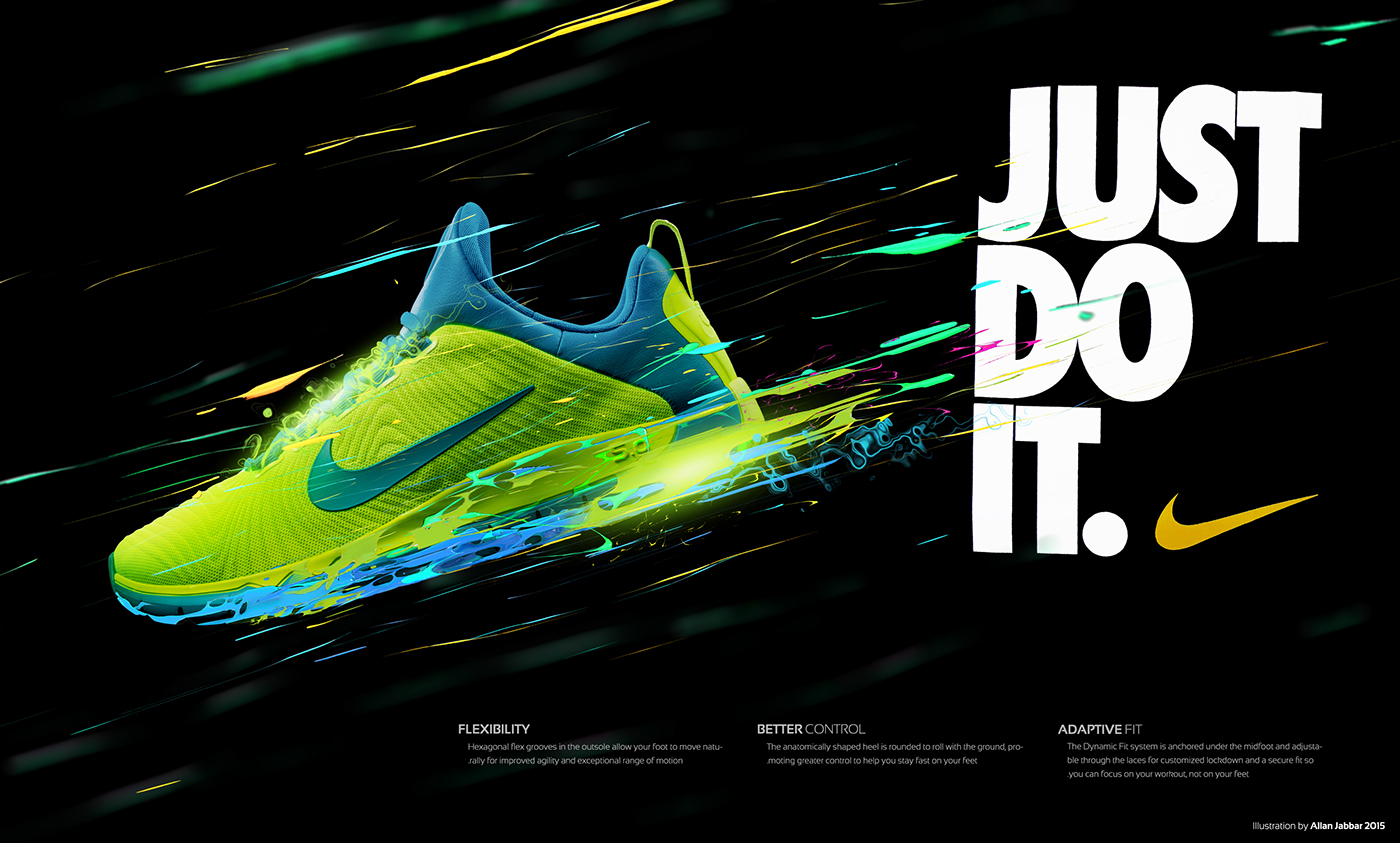 JUST
DO
IT.
5.0
FLEXIBILITY
Hexagonal flex grooves in the outsole allow your foot to move natu-
.rally for improved agility and exceptional range of motion
BETTER CONTROL
The anatomically shaped heel is rounded to roll with the ground, pro-
.moting greater control to help you stay fast on your feet
ADAPTIVE FIT
The Dynamic Fit system is anchored under the midfoot and adjusta-
ble through the laces for customized lockdown and a secure fit so
.you can focus on your workout, not on your feet
Illustration by Allan Jabbar 2015